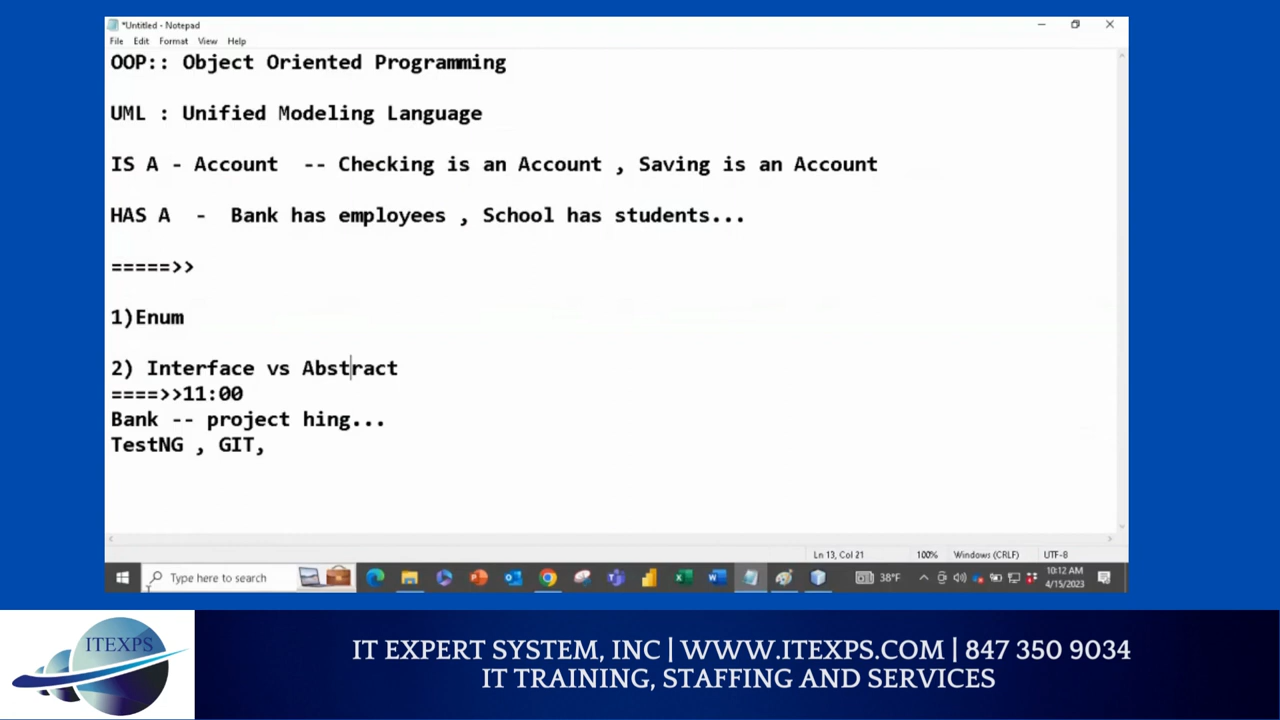 *Untitled - Notepad
File Edit Format View Help
OOP:: Object Oriented Programming
UML : Unified Modeling Language
IS A - Account -- Checking is an Account , Saving is an Account
HAS A - Bank has employees , School has students...
=====>>
1)Enum
2) Interface vs Abstract
====>>11:00
Bank -- project hing...
TestNG , GIT,
Ln 13, Col 21 100% Windows (CRLF) UTF-8
Type here to search 38°F 10:12 AM
4/15/2023
ITEXPS
IT EXPERT SYSTEM, INC | WWW.ITEXPS.COM | 847 350 9034
IT TRAINING, STAFFING AND SERVICES